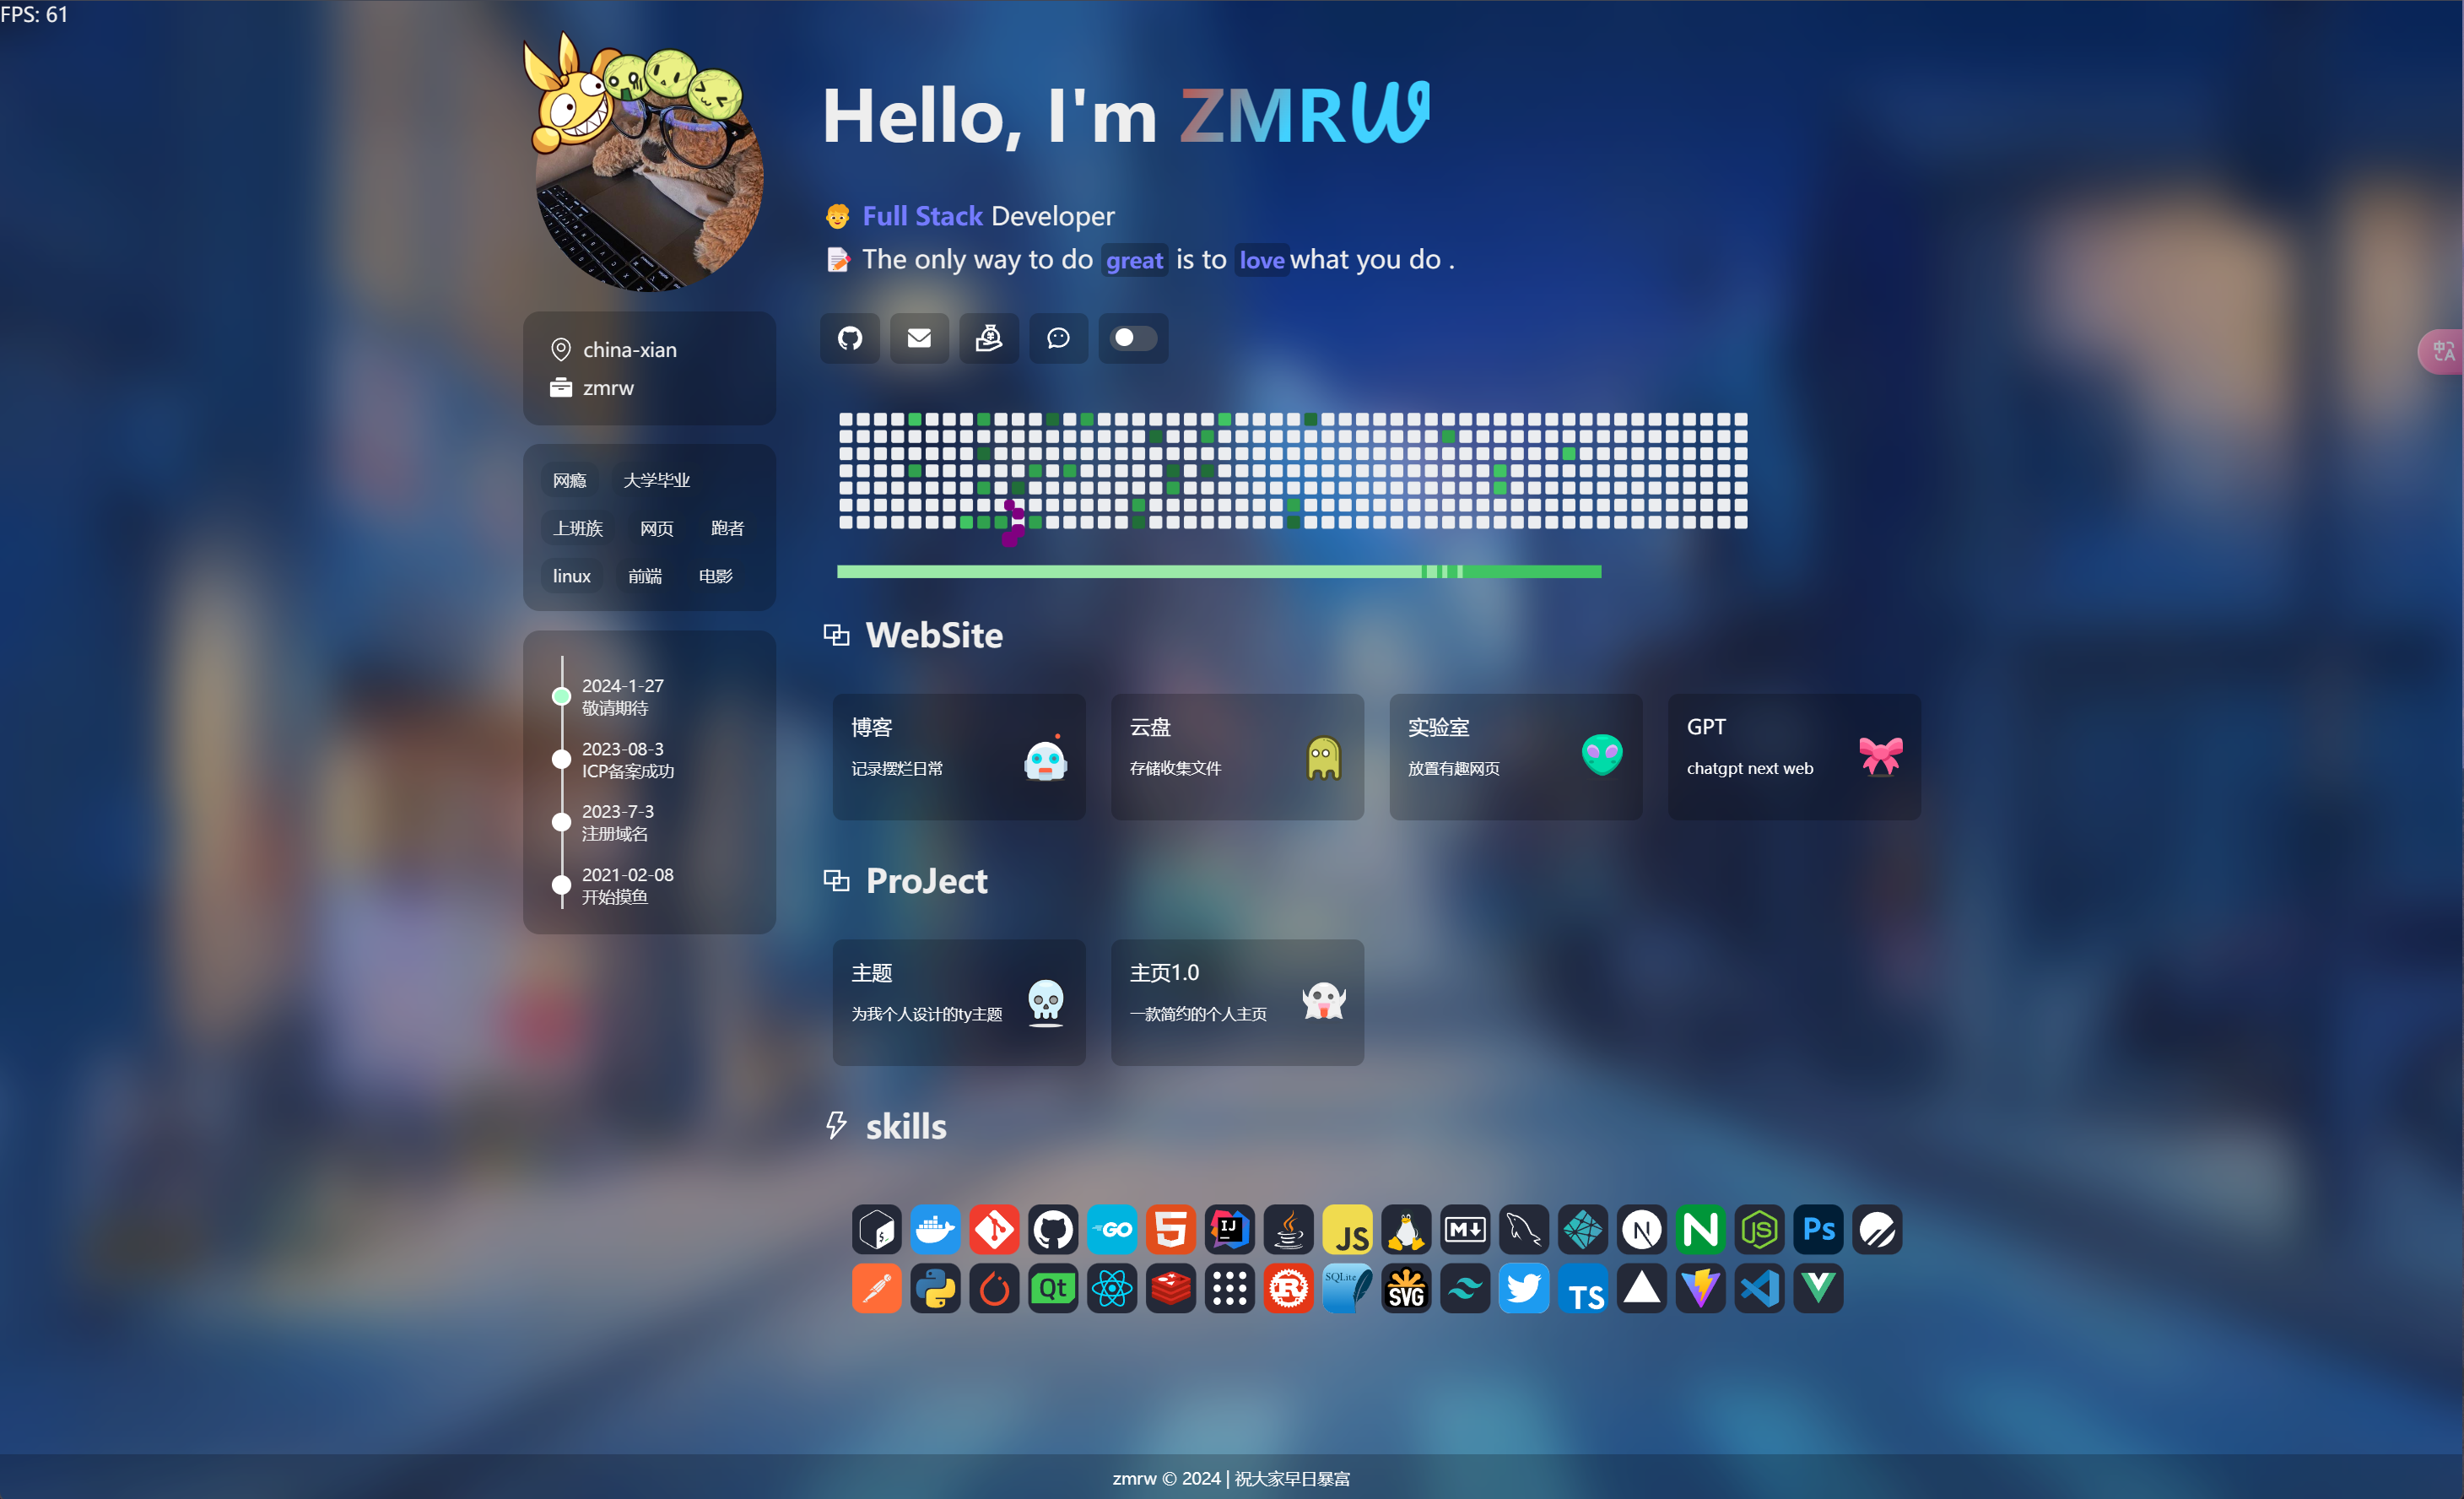 FPS: 61
Hello, I'm ZMRW
Full Stack Developer
The only way to do great is to love what you do .
china-xian
zmrw
网瘾 大学毕业
上班族 网页 跑者
linux 前端 电影
2024-1-27
敬请期待
2023-08-3
ICP备案成功
2023-7-3
注册域名
2021-02-08
开始摸鱼
WebSite
博客
记录摆烂日常
云盘
存储收集文件
实验室
放置有趣网页
GPT
chatgpt next web
ProJect
主题
为我个人设计的ty主题
主页1.0
一款简约的个人主页
skills
GO IJ JS M N N JS Ps
Qt R SQLite SVG TS
zmrw © 2024 | 祝大家早日暴富